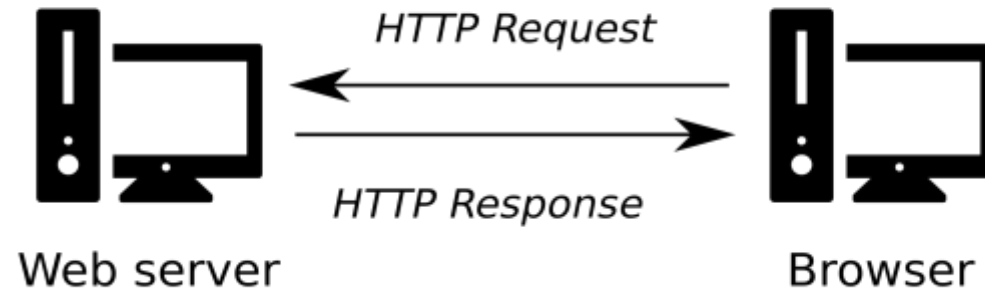 HTTP Request
HTTP Response
Web server
Browser